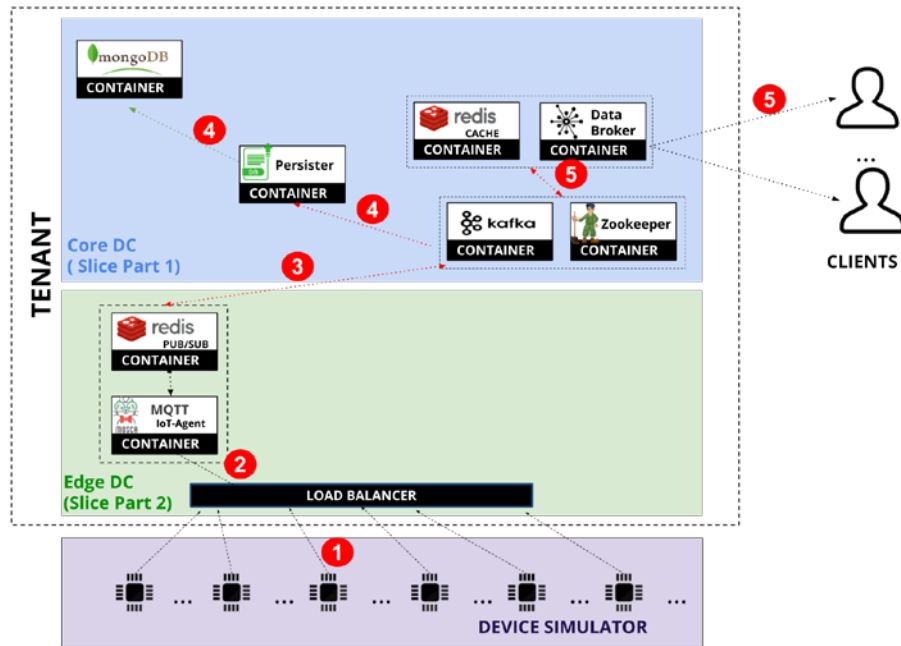 TENANT
mongoDB
CONTAINER
4
Persister
CONTAINER
4
redis
CACHE
CONTAINER
Data
Broker
CONTAINER
5
kafka
CONTAINER
Zookeeper
CONTAINER
Core DC
( Slice Part 1)
3
5
...
CLIENTS
redis
PUB/SUB
CONTAINER
MOSCA
MQTT
IoT-Agent
CONTAINER
2
Edge DC
(Slice Part 2)
LOAD BALANCER
1
... ... ... ... ... ...
DEVICE SIMULATOR